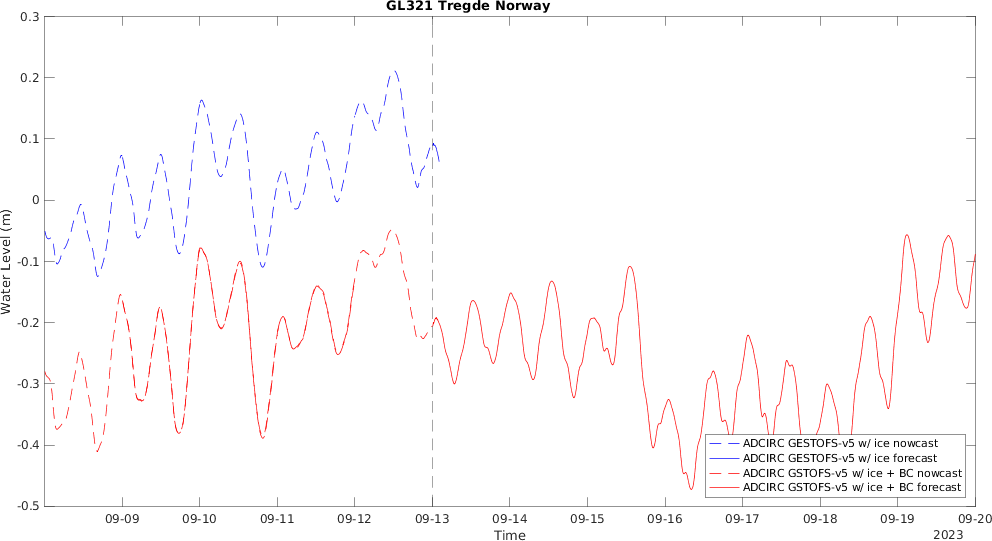 GL321 Tregde Norway
0.3
0.2
0.1
0
-0.1
-0.2
-0.3
-0.4
-0.5
Water Level (m)
ADCIRC GESTOFS-v5 w/ ice nowcast
ADCIRC GESTOFS-v5 w/ ice forecast
ADCIRC GSTOFS-v5 w/ ice + BC nowcast
ADCIRC GSTOFS-v5 w/ ice + BC forecast
09-09 09-10 09-11 09-12 09-13 09-14 09-15 09-16 09-17 09-18 09-19 09-20
Time
2023